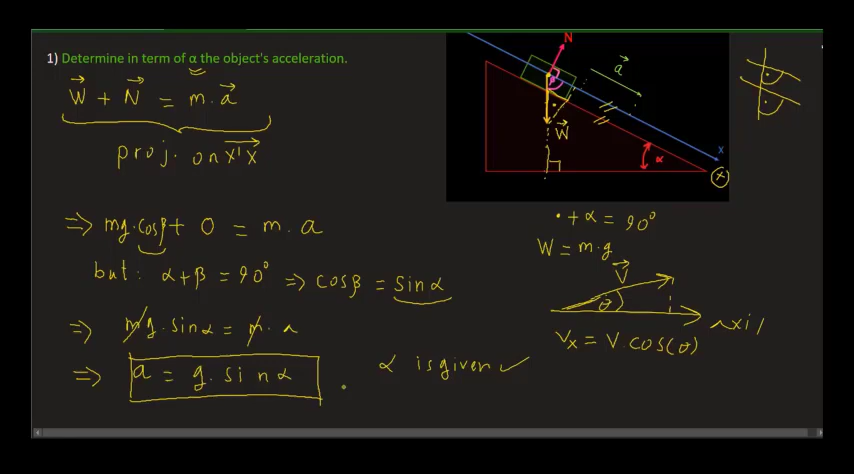 1) Determine in term of α the object's acceleration.
W⃗ + N⃗ = m.a⃗
proj. on x'x
=> mg.cosβ + 0 = m.a
but: α+β = 90° => cosβ = sinα
=> mg.sinα = m.a
=> a = g.sinα
α is given ✓
N
a⃗
W⃗
α
x
x
• + α = 90°
W = m.g
V⃗
θ
axis
Vx = V.cos(θ)